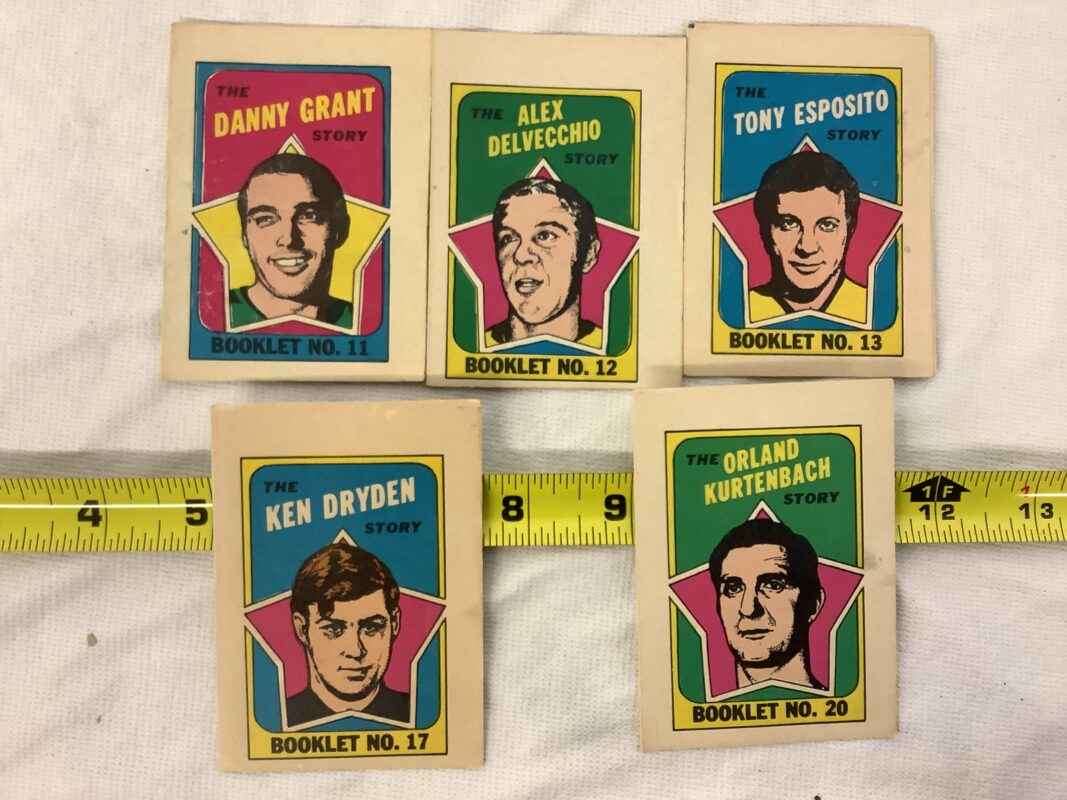 THE
DANNY GRANT
STORY
BOOKLET NO. 11
THE ALEX
DELVECCHIO
STORY
BOOKLET NO. 12
THE
TONY ESPOSITO
STORY
BOOKLET NO. 13
THE
KEN DRYDEN
STORY
BOOKLET NO. 17
THE ORLAND
KURTENBACH
STORY
BOOKLET NO. 20
4 5 8 9 1F 1
12 13